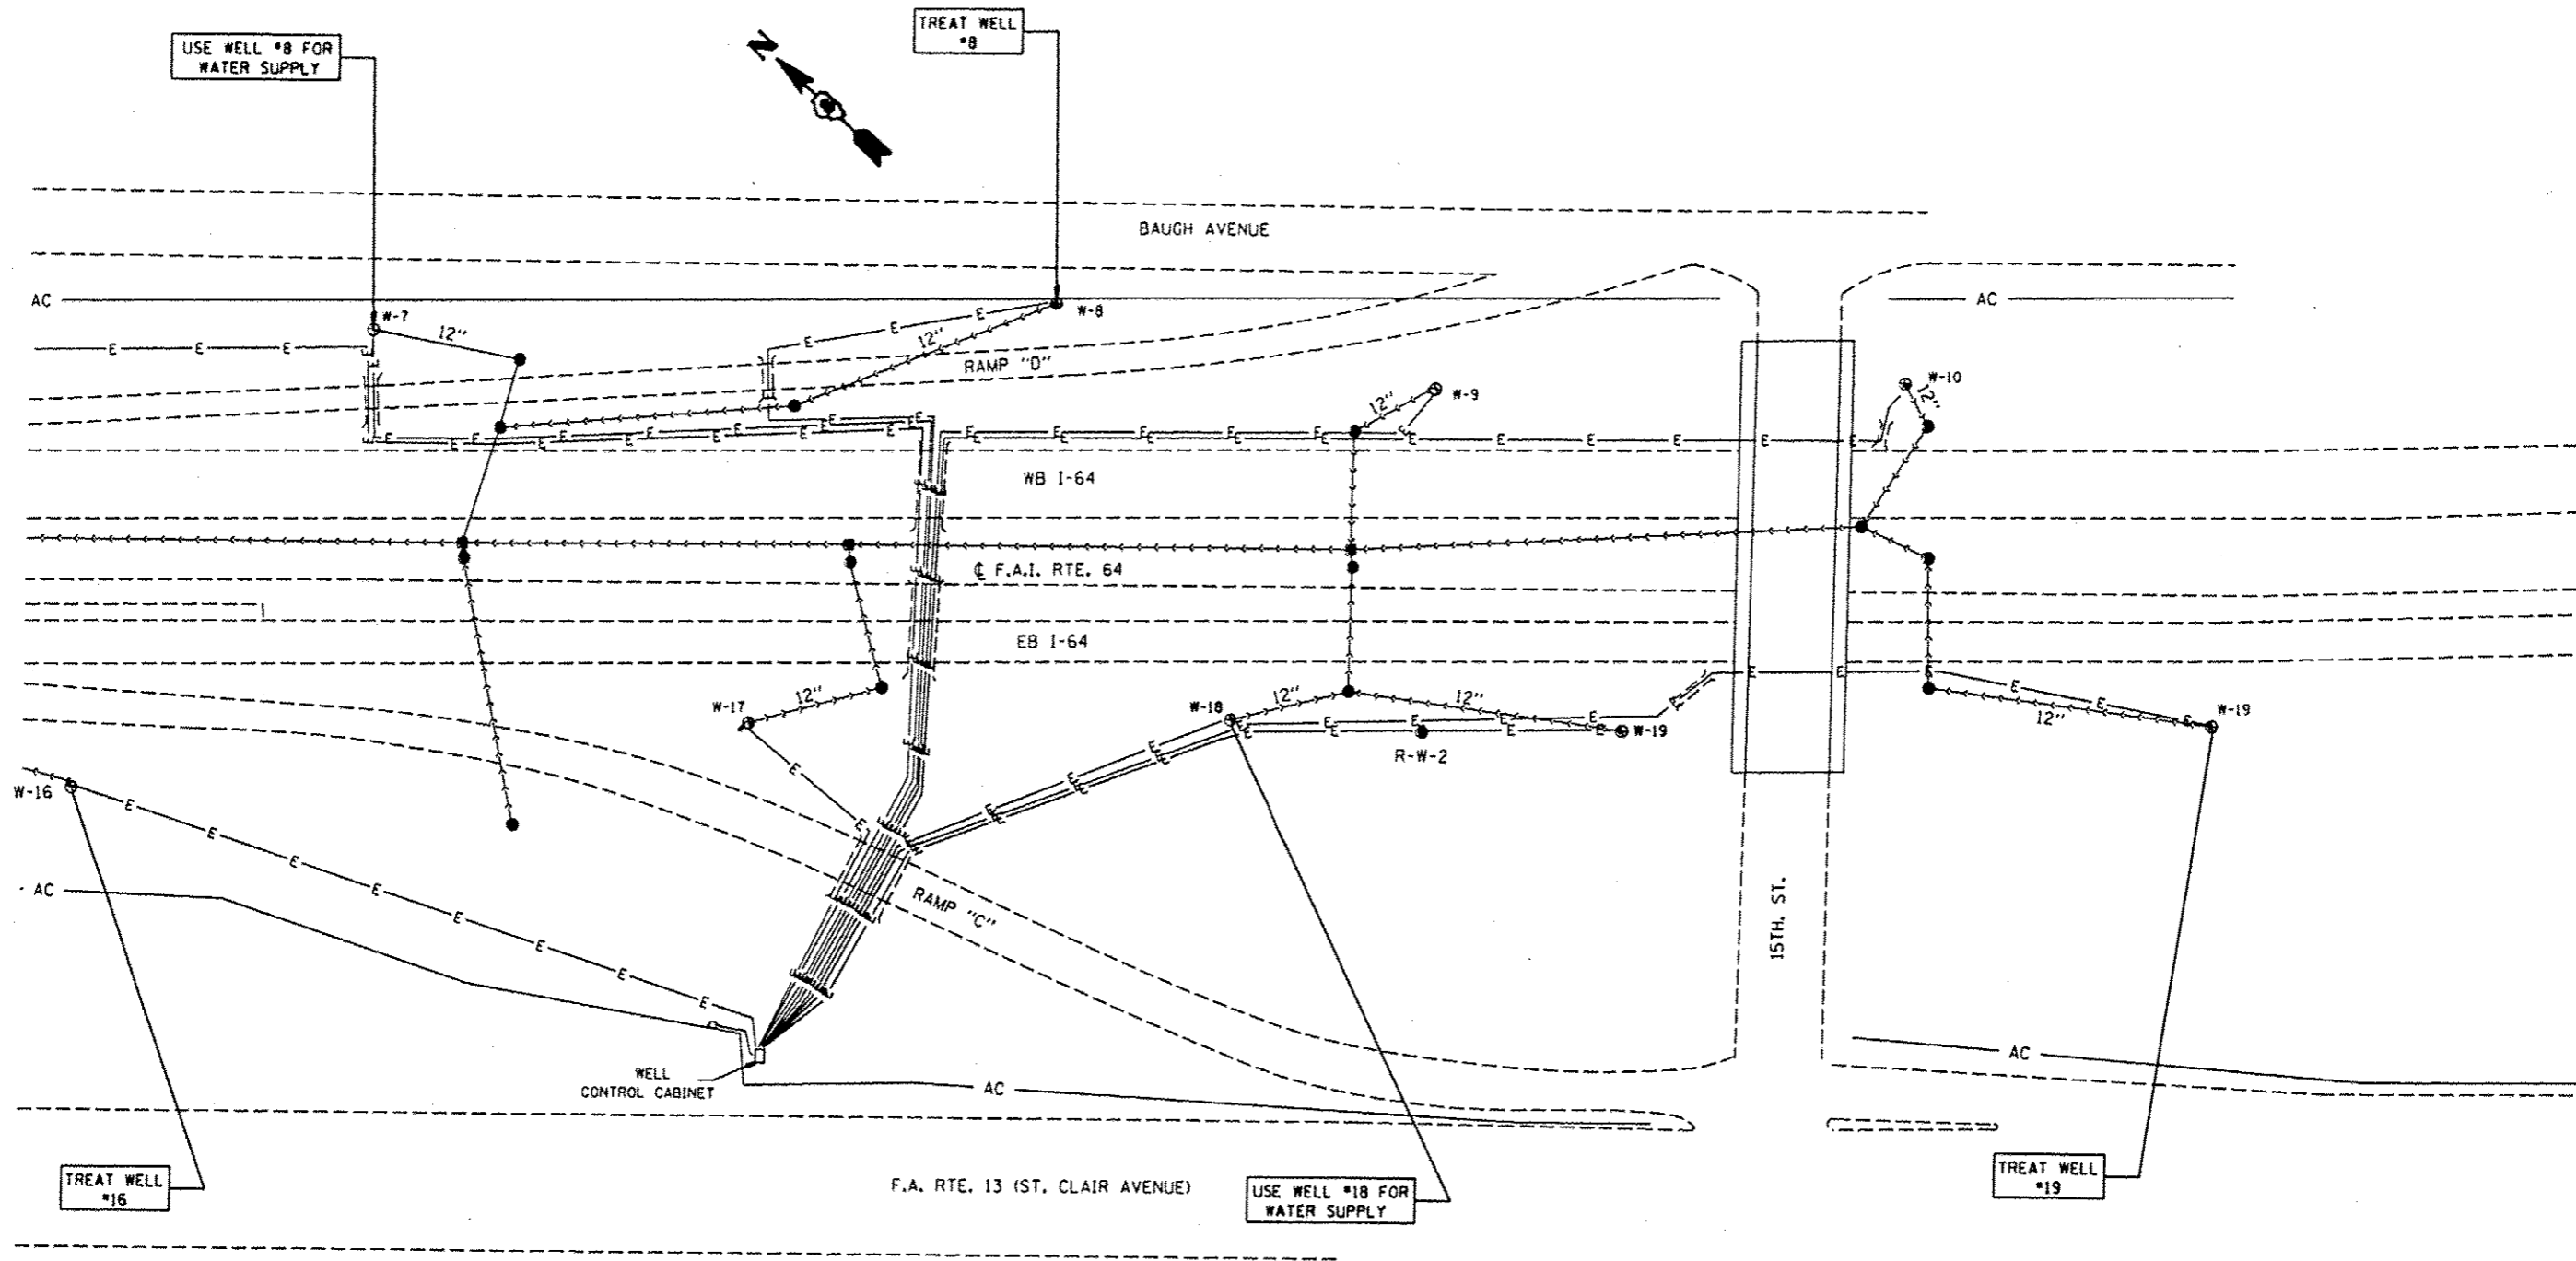 TREAT WELL
*8
USE WELL *8 FOR
WATER SUPPLY
N
BAUGH AVENUE
AC
AC
W-7
12"
W-8
E E E
E E
12"
RAMP "D"
W-9
12"
W-10
12"
E E E E E E E
E E E E E E E E E E E
WB I-64
℄ F.A.I. RTE. 64
EB I-64
W-17
12"
W-18
12"
12"
W-19
R-W-2
E E E E
12"
W-19
W-16
E E E E E E E E
E E
AC
RAMP "C"
15TH. ST.
WELL
CONTROL CABINET
AC
AC
TREAT WELL
*16
F.A. RTE. 13 (ST. CLAIR AVENUE)
USE WELL *18 FOR
WATER SUPPLY
TREAT WELL
*19